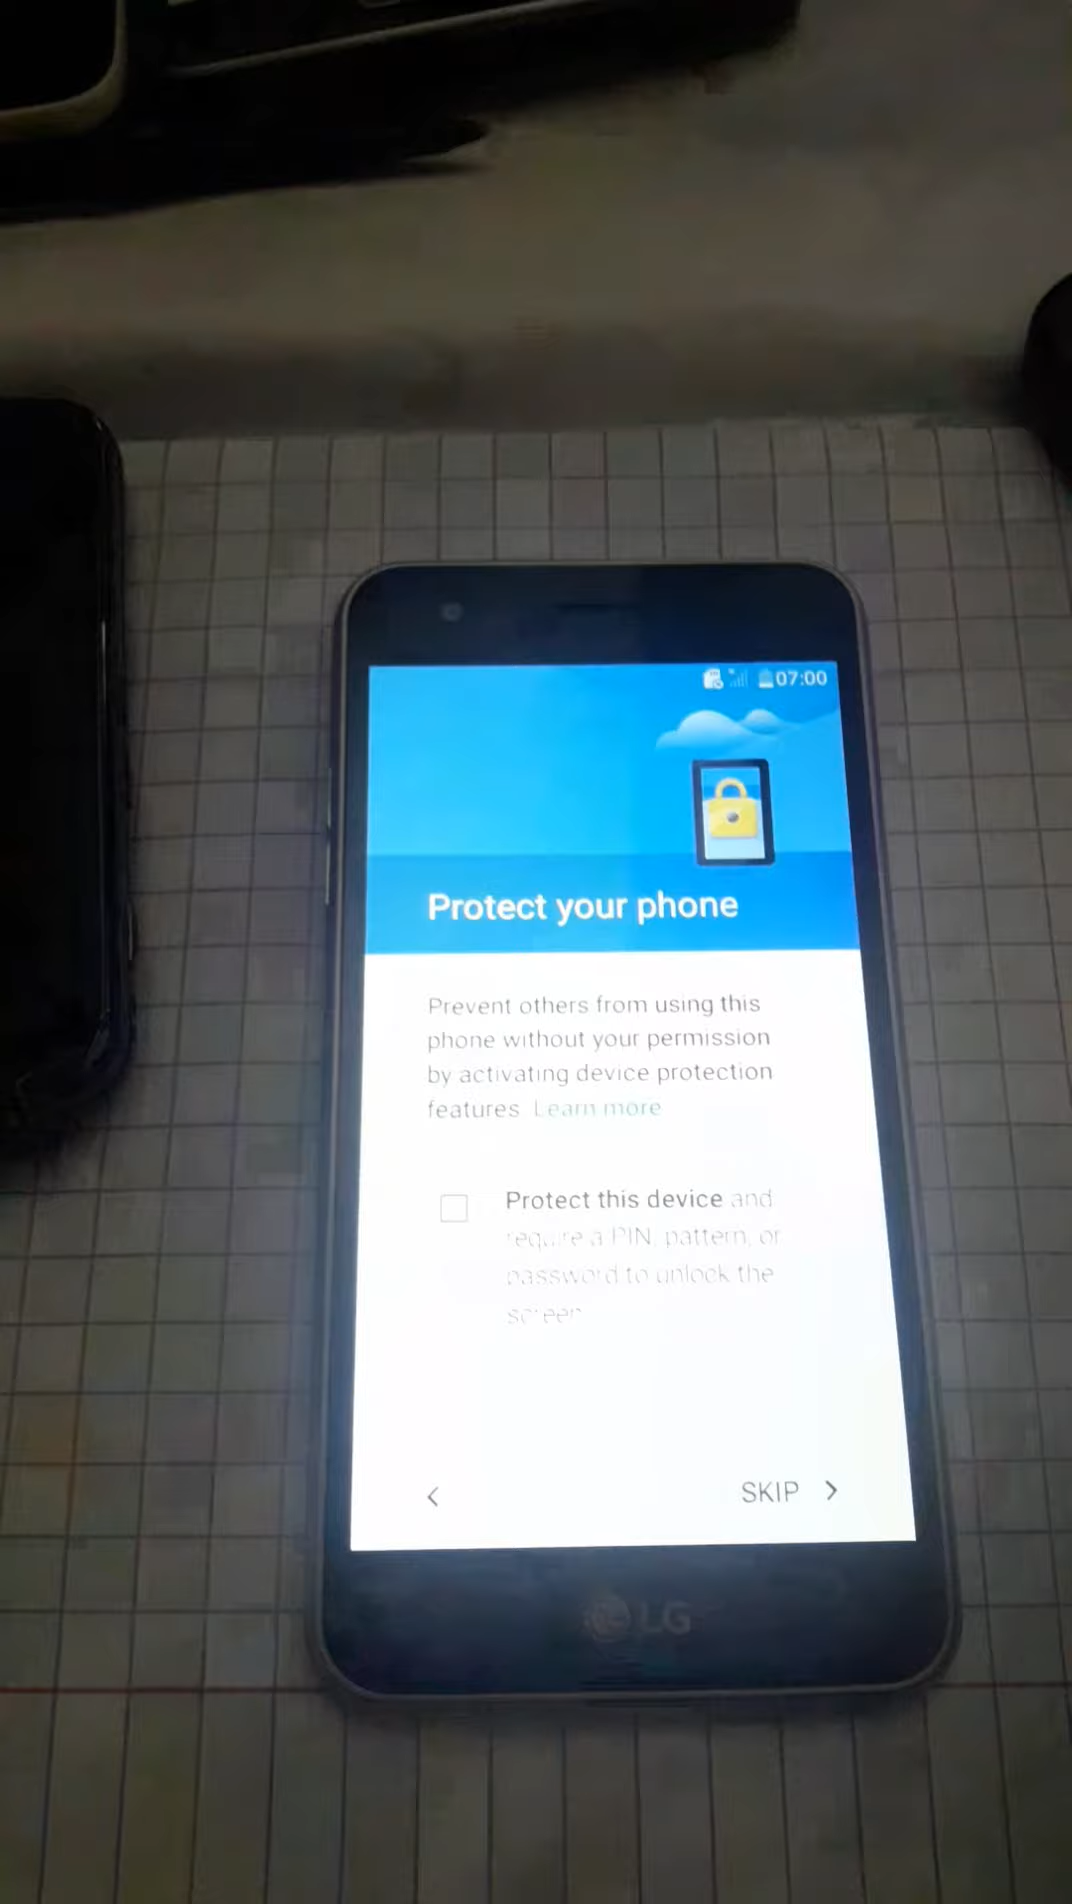 07:00
Protect your phone
Prevent others from using this
phone without your permission
by activating device protection
features. Learn more
Protect this device and
require a PIN, pattern, or
password to unlock the
screen
SKIP
LG